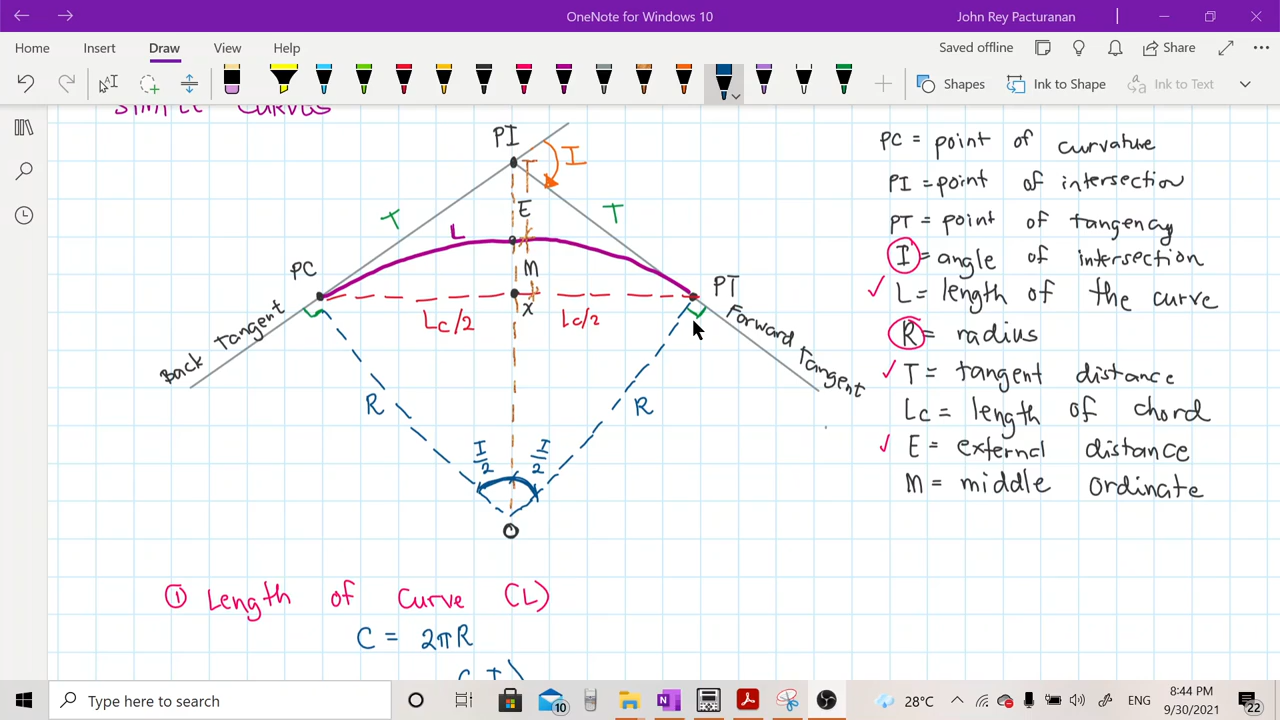 OneNote for Windows 10
John Rey Pacturanan
Home Insert Draw View Help
Saved offline
Share
Shapes
Ink to Shape
Ink to Text
SIMPLE CURVES
PI
I
T
E
T
L
M
PC
PT
x
Lc/2
Lc/2
Back Tangent
Forward Tangent
R
R
I/2
I/2
O
PC = point of curvature
PI = point of intersection
PT = point of tangency
I = angle of intersection
✓ L = length of the curve
R = radius
✓ T = tangent distance
Lc = length of chord
✓ E = external distance
M = middle ordinate
① Length of Curve (L)
C = 2πR
Type here to search
10
28°C
8:44 PM
9/30/2021
22